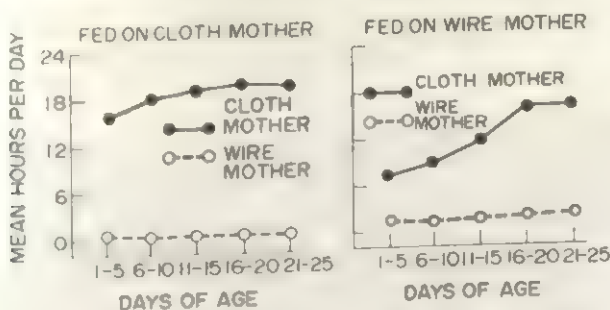 FED ON CLOTH MOTHER
MEAN HOURS PER DAY
24
18
12
6
0
CLOTH
MOTHER
WIRE
MOTHER
1-5 6-10 11-15 16-20 21-25
DAYS OF AGE
FED ON WIRE MOTHER
CLOTH MOTHER
WIRE
MOTHER
1-5 6-10 11-15 16-20 21-25
DAYS OF AGE